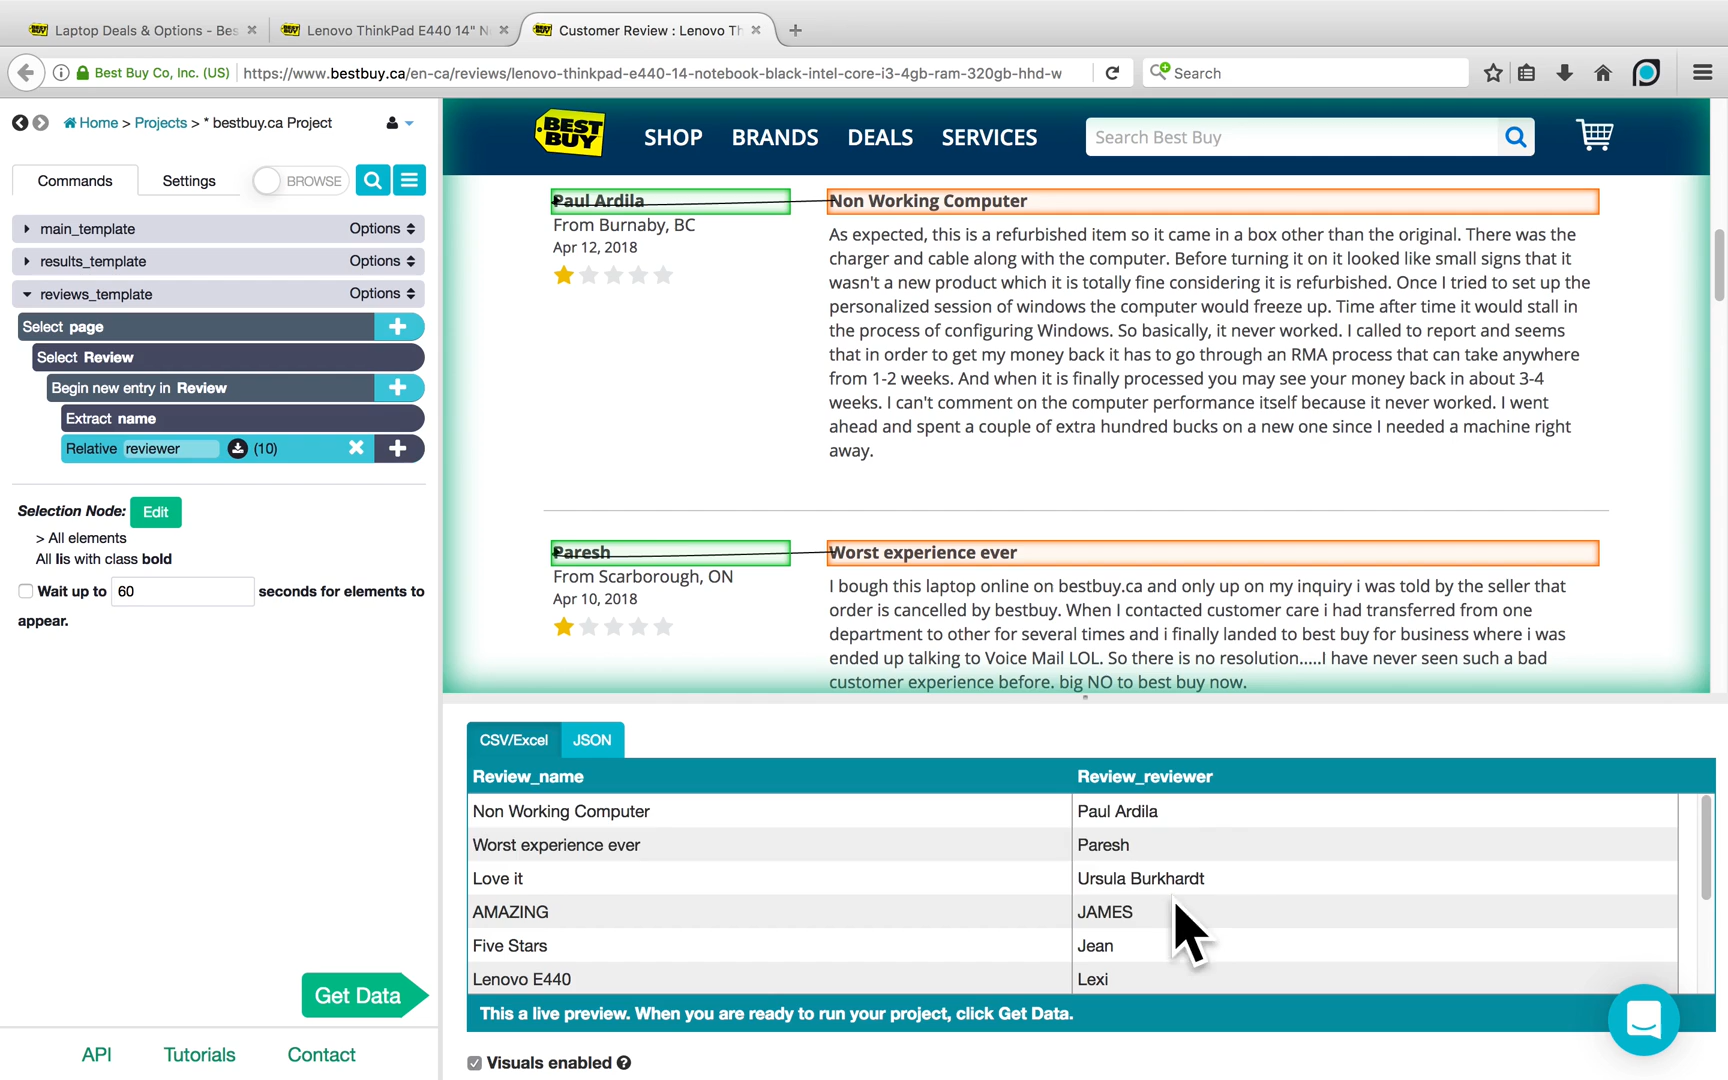 Laptop Deals & Options - Bes
Lenovo ThinkPad E440 14" N
Customer Review : Lenovo Th
Best Buy Co, Inc. (US)
https://www.bestbuy.ca/en-ca/reviews/lenovo-thinkpad-e440-14-notebook-black-intel-core-i3-4gb-ram-320gb-hhd-w
Search
Home > Projects > * bestbuy.ca Project
Commands
Settings
BROWSE
main_template
Options
results_template
Options
reviews_template
Options
Select page
Select Review
Begin new entry in Review
Extract name
Relative reviewer (10)
Selection Node: Edit
> All elements
All lis with class bold
Wait up to 60 seconds for elements to
appear.
Get Data
API
Tutorials
Contact
BEST
BUY
SHOP
BRANDS
DEALS
SERVICES
Search Best Buy
Paul Ardila
From Burnaby, BC
Apr 12, 2018
Non Working Computer
As expected, this is a refurbished item so it came in a box other than the original. There was the
charger and cable along with the computer. Before turning it on it looked like small signs that it
wasn't a new product which it is totally fine considering it is refurbished. Once I tried to set up the
personalized session of windows the computer would freeze up. Time after time it would stall in
the process of configuring Windows. So basically, it never worked. I called to report and seems
that in order to get my money back it has to go through an RMA process that can take anywhere
from 1-2 weeks. And when it is finally processed you may see your money back in about 3-4
weeks. I can't comment on the computer performance itself because it never worked. I went
ahead and spent a couple of extra hundred bucks on a new one since I needed a machine right
away.
Paresh
From Scarborough, ON
Apr 10, 2018
Worst experience ever
I bough this laptop online on bestbuy.ca and only up on my inquiry i was told by the seller that
order is cancelled by bestbuy. When I contacted customer care i had transferred from one
department to other for several times and i finally landed to best buy for business where i was
ended up talking to Voice Mail LOL. So there is no resolution.....I have never seen such a bad
customer experience before. big NO to best buy now.
CSV/Excel
JSON
Review_name
Review_reviewer
Non Working Computer
Paul Ardila
Worst experience ever
Paresh
Love it
Ursula Burkhardt
AMAZING
JAMES
Five Stars
Jean
Lenovo E440
Lexi
This a live preview. When you are ready to run your project, click Get Data.
Visuals enabled